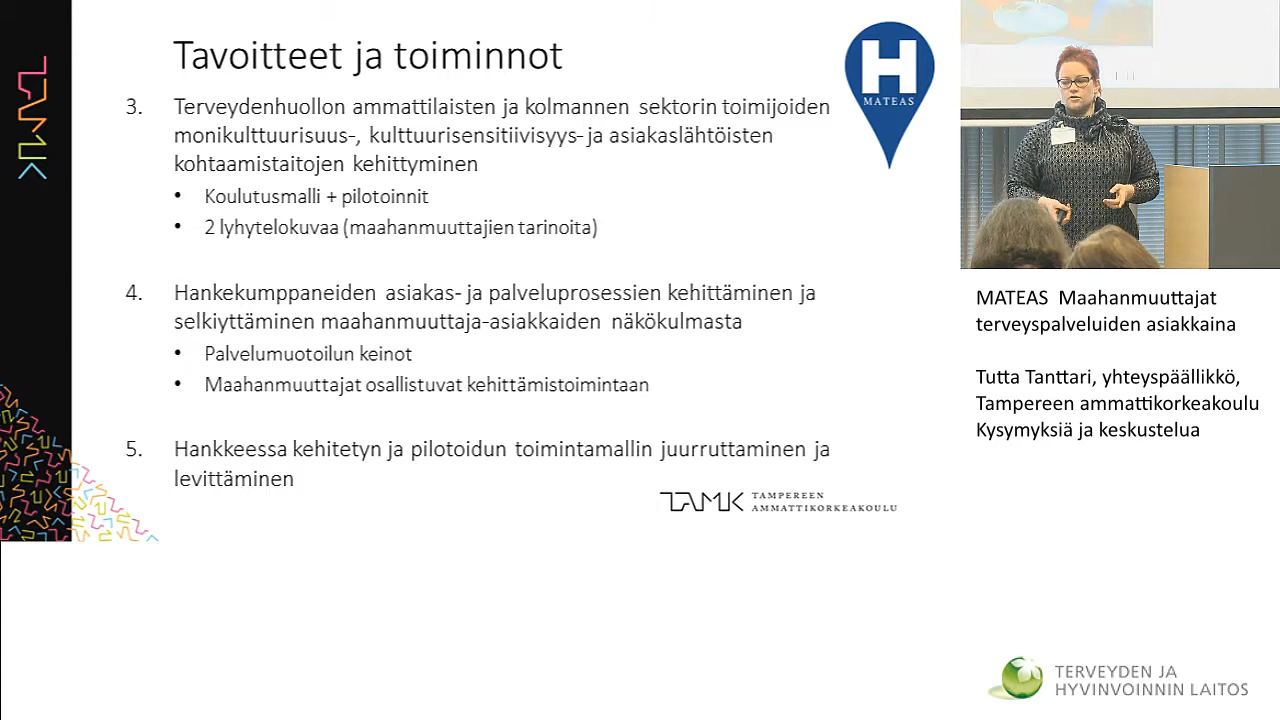 TAMK
Tavoitteet ja toiminnot
H
MATEAS
3. Terveydenhuollon ammattilaisten ja kolmannen sektorin toimijoiden
monikulttuurisuus-, kulttuurisensitiivisyys- ja asiakaslähtöisten
kohtaamistaitojen kehittyminen
• Koulutusmalli + pilotoinnit
• 2 lyhytelokuvaa (maahanmuuttajien tarinoita)
4. Hankekumppaneiden asiakas- ja palveluprosessien kehittäminen ja
selkiyttäminen maahanmuuttaja-asiakkaiden näkökulmasta
• Palvelumuotoilun keinot
• Maahanmuuttajat osallistuvat kehittämistoimintaan
5. Hankkeessa kehitetyn ja pilotoidun toimintamallin juurruttaminen ja
levittäminen
TAMK TAMPEREEN
AMMATTIKORKEAKOULU
MATEAS Maahanmuuttajat
terveyspalveluiden asiakkaina
Tutta Tanttari, yhteyspäällikkö,
Tampereen ammattikorkeakoulu
Kysymyksiä ja keskustelua
TERVEYDEN JA
HYVINVOINNIN LAITOS